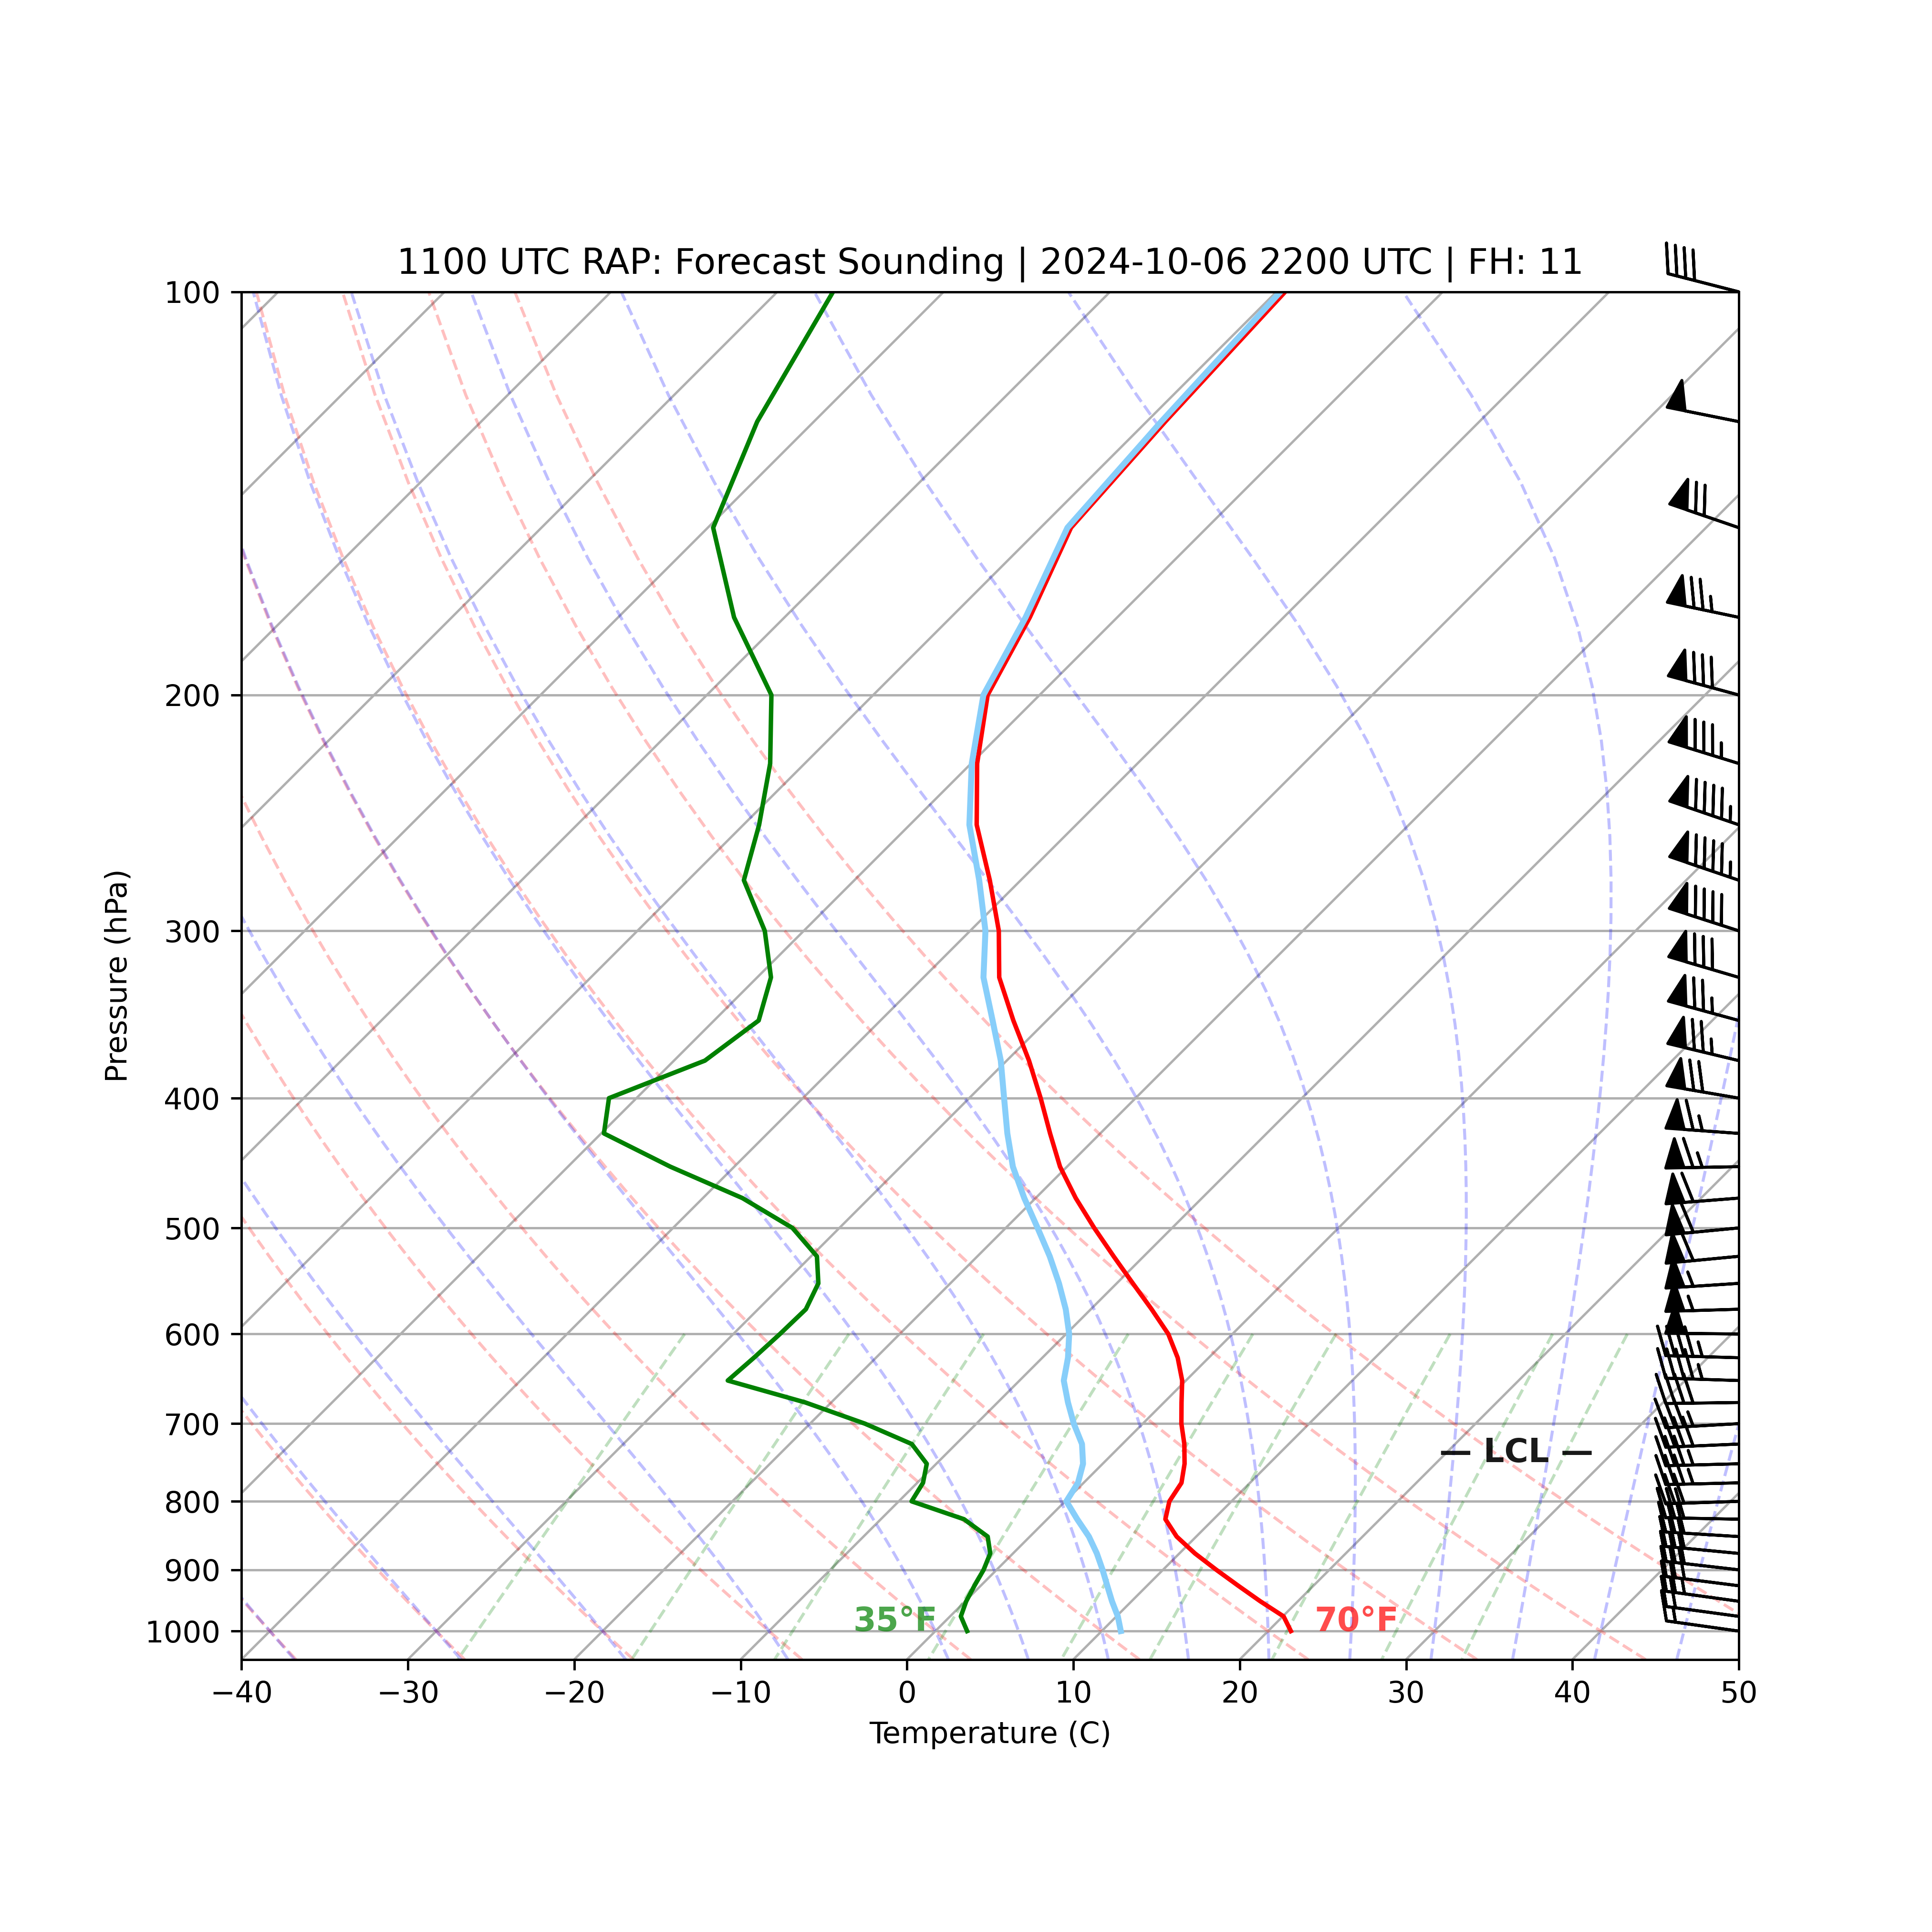 1100 UTC RAP: Forecast Sounding | 2024-10-06 2200 UTC | FH: 11
100
200
300
400
500
600
700
800
900
1000
Pressure (hPa)
— LCL —
35°F
70°F
−40 −30 −20 −10 0 10 20 30 40 50
Temperature (C)